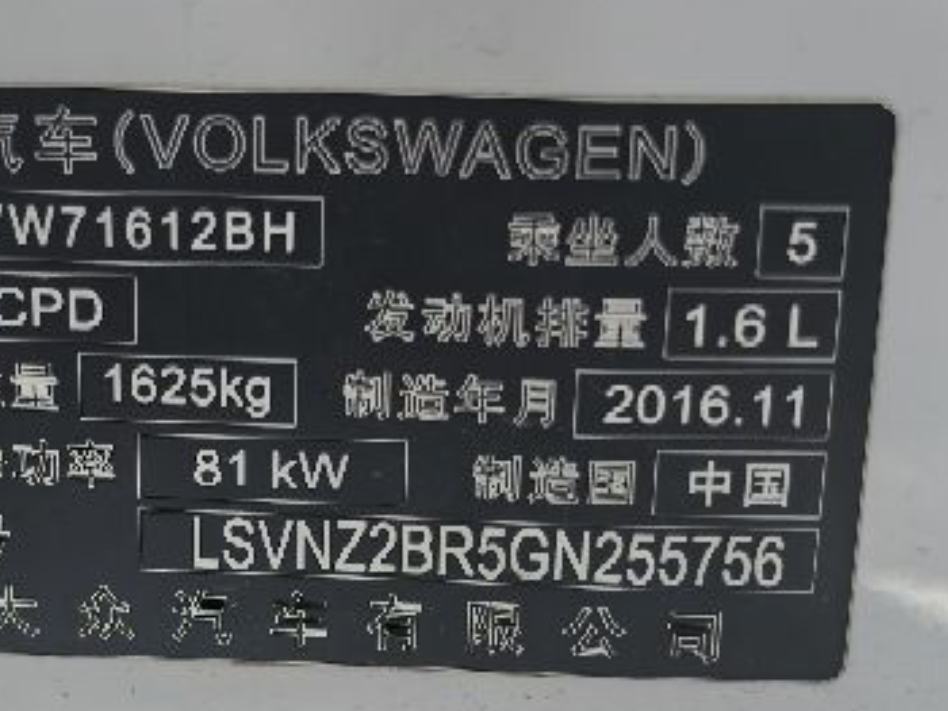 汽车(VOLKSWAGEN)
W71612BH 乘坐人数 5
CPD 发动机排量 1.6 L
量 1625kg 制造年月 2016.11
功率 81 kW 制造国 中国
LSVNZ2BR5GN255756
大众汽车有限公司